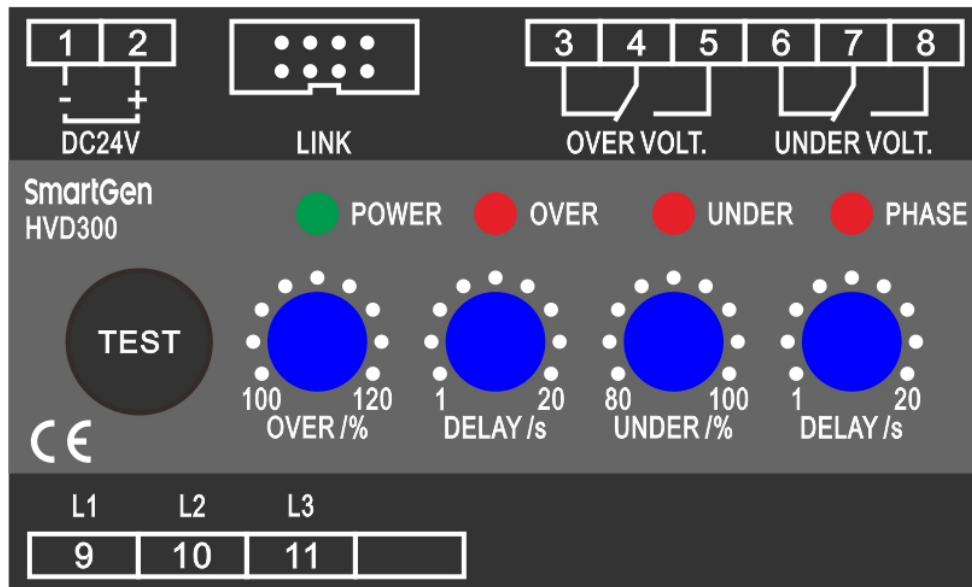 1 2 3 4 5 6 7 8
- +
DC24V LINK OVER VOLT. UNDER VOLT.
SmartGen
HVD300
POWER OVER UNDER PHASE
TEST
100 120 1 20 80 100 1 20
OVER /% DELAY /s UNDER /% DELAY /s
CE
L1 L2 L3
9 10 11